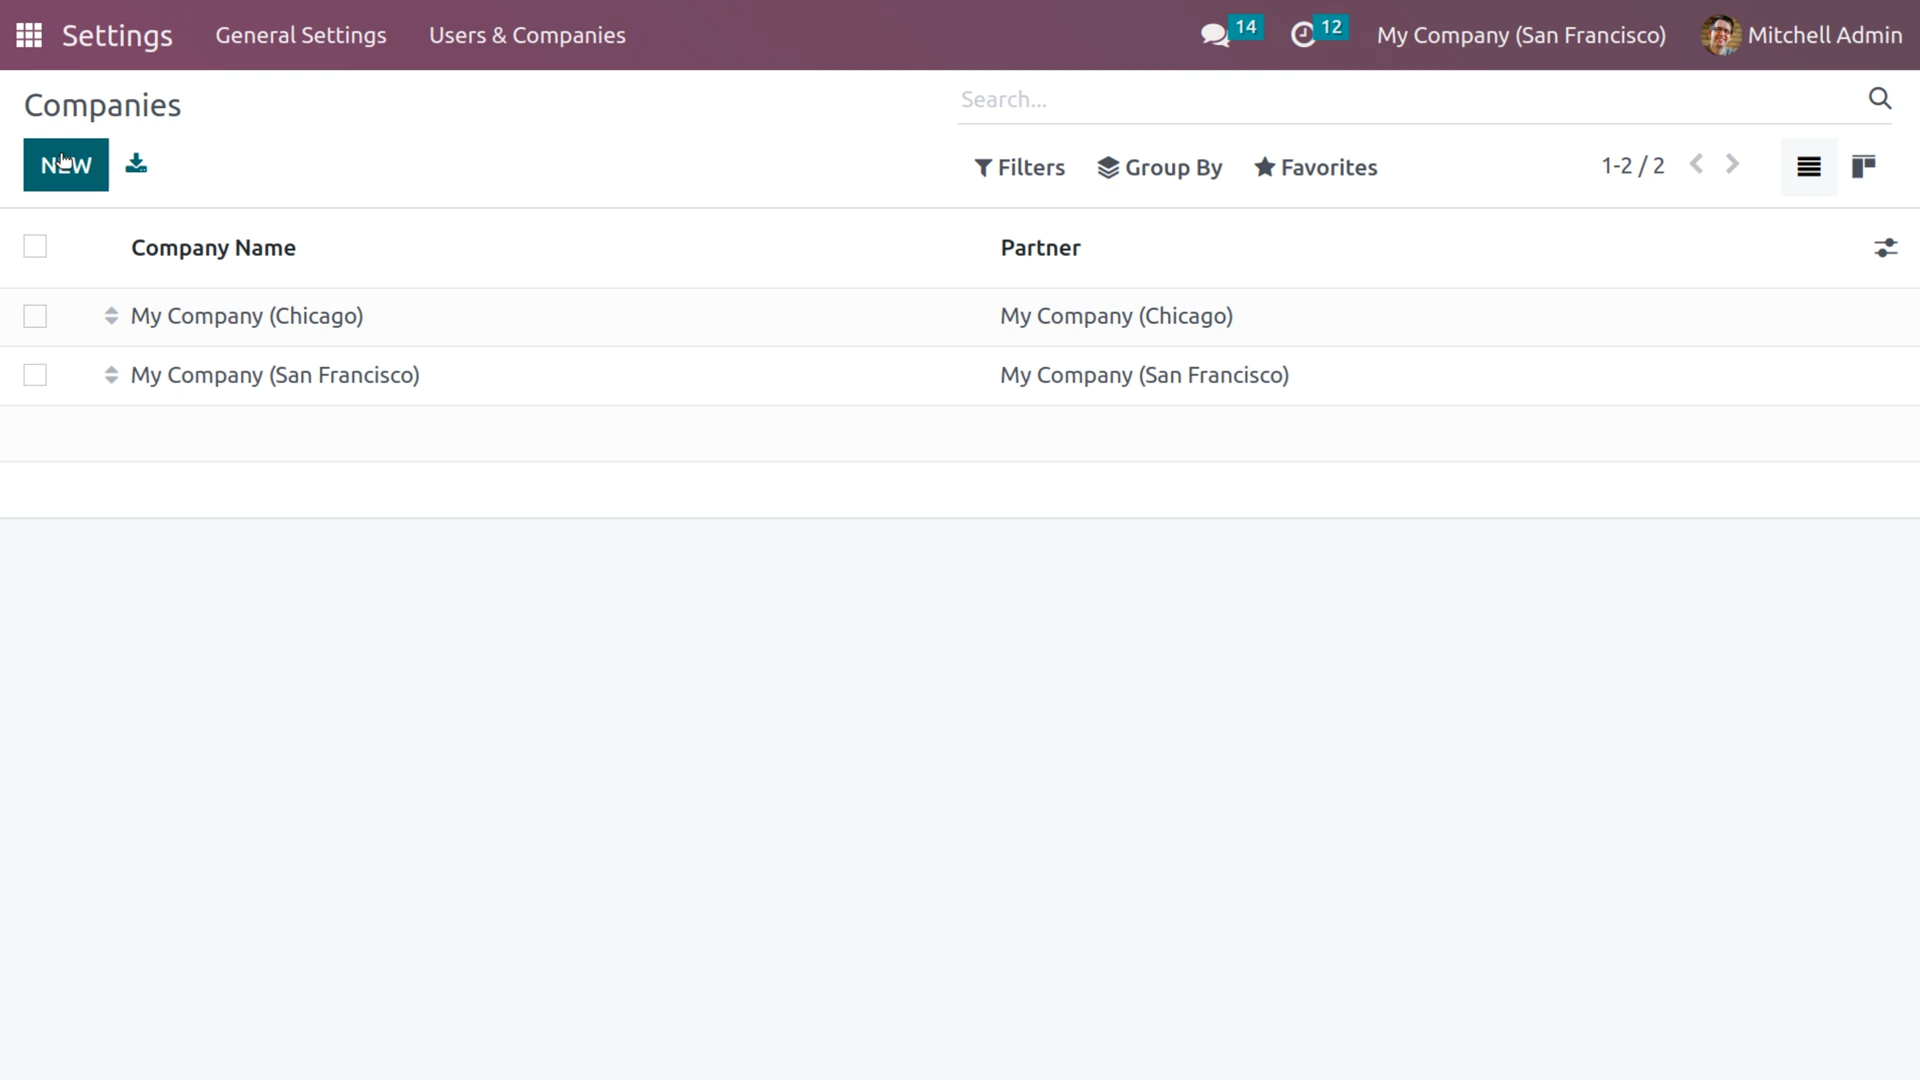 Settings General Settings Users & Companies 14 12 My Company (San Francisco) Mitchell Admin
Companies Search...
NEW Filters Group By Favorites 1-2 / 2
Company Name Partner
My Company (Chicago) My Company (Chicago)
My Company (San Francisco) My Company (San Francisco)